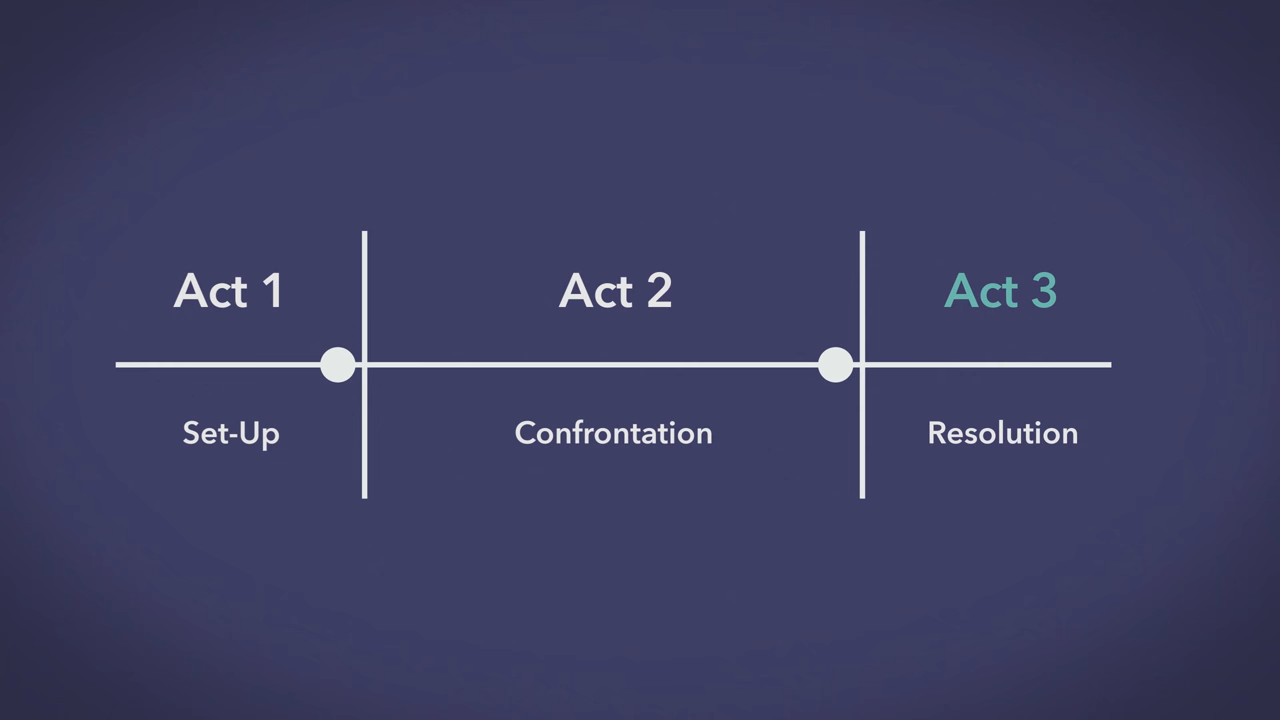 Act 1
Act 2
Act 3
Set-Up
Confrontation
Resolution